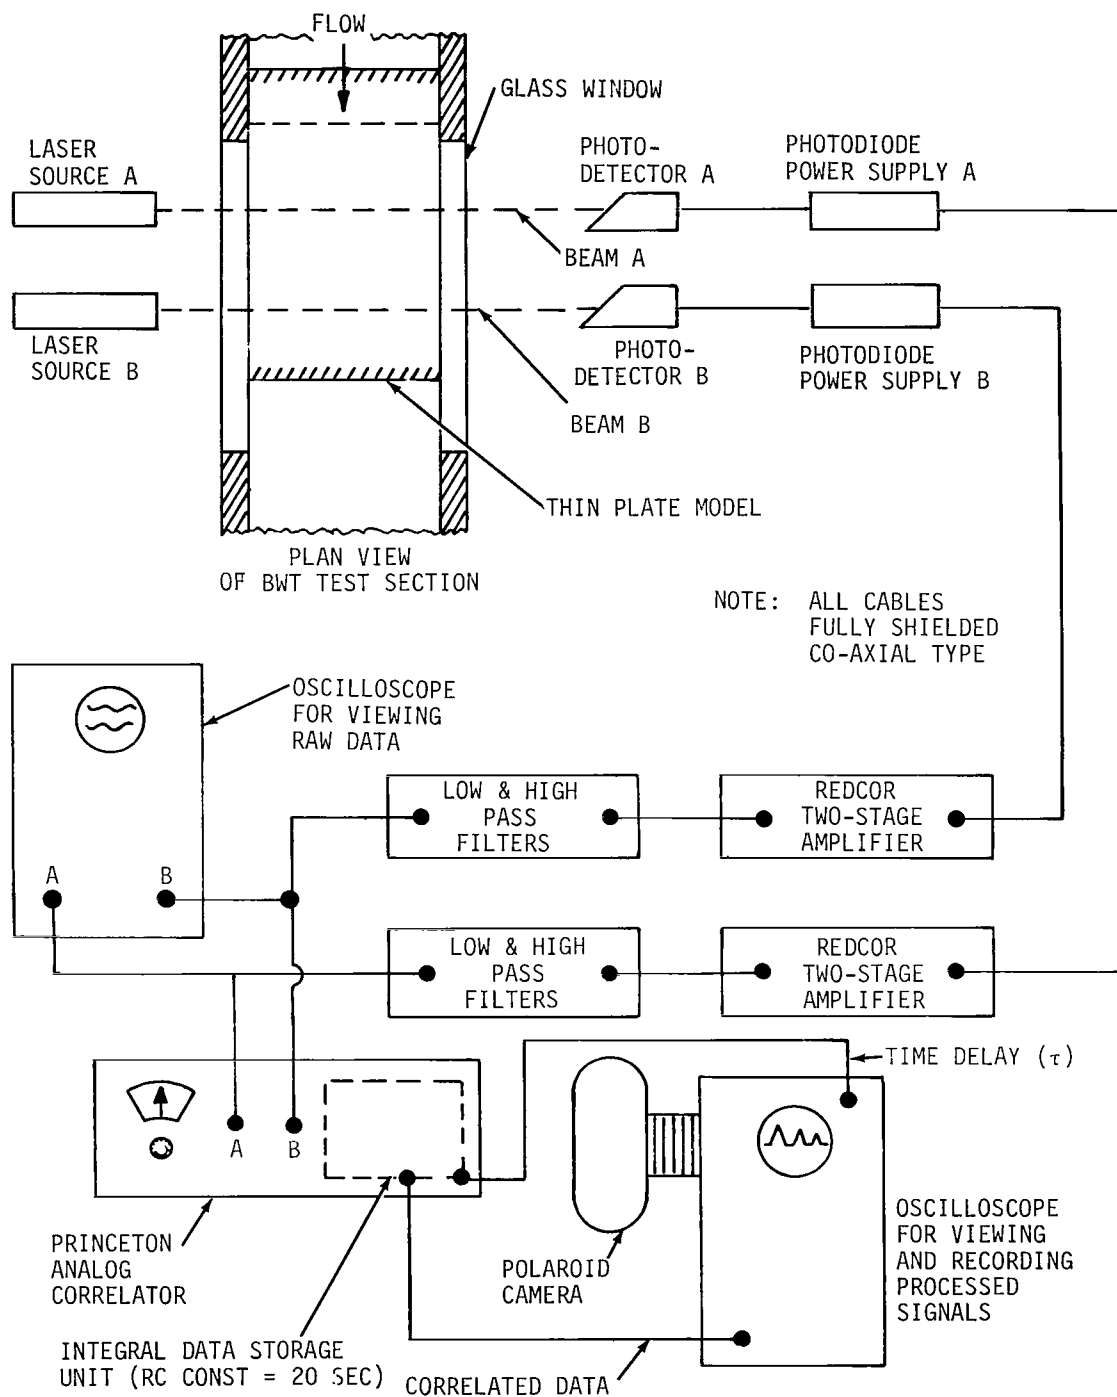 FLOW
GLASS WINDOW
LASER
SOURCE A
PHOTO-
DETECTOR A
PHOTODIODE
POWER SUPPLY A
BEAM A
LASER
SOURCE B
PHOTO-
DETECTOR B
PHOTODIODE
POWER SUPPLY B
BEAM B
THIN PLATE MODEL
PLAN VIEW
OF BWT TEST SECTION
NOTE: ALL CABLES
FULLY SHIELDED
CO-AXIAL TYPE
OSCILLOSCOPE
FOR VIEWING
RAW DATA
A B
LOW & HIGH
PASS
FILTERS
REDCOR
TWO-STAGE
AMPLIFIER
LOW & HIGH
PASS
FILTERS
REDCOR
TWO-STAGE
AMPLIFIER
TIME DELAY (τ)
A B
PRINCETON
ANALOG
CORRELATOR
POLAROID
CAMERA
OSCILLOSCOPE
FOR VIEWING
AND RECORDING
PROCESSED
SIGNALS
INTEGRAL DATA STORAGE
UNIT (RC CONST = 20 SEC)
CORRELATED DATA